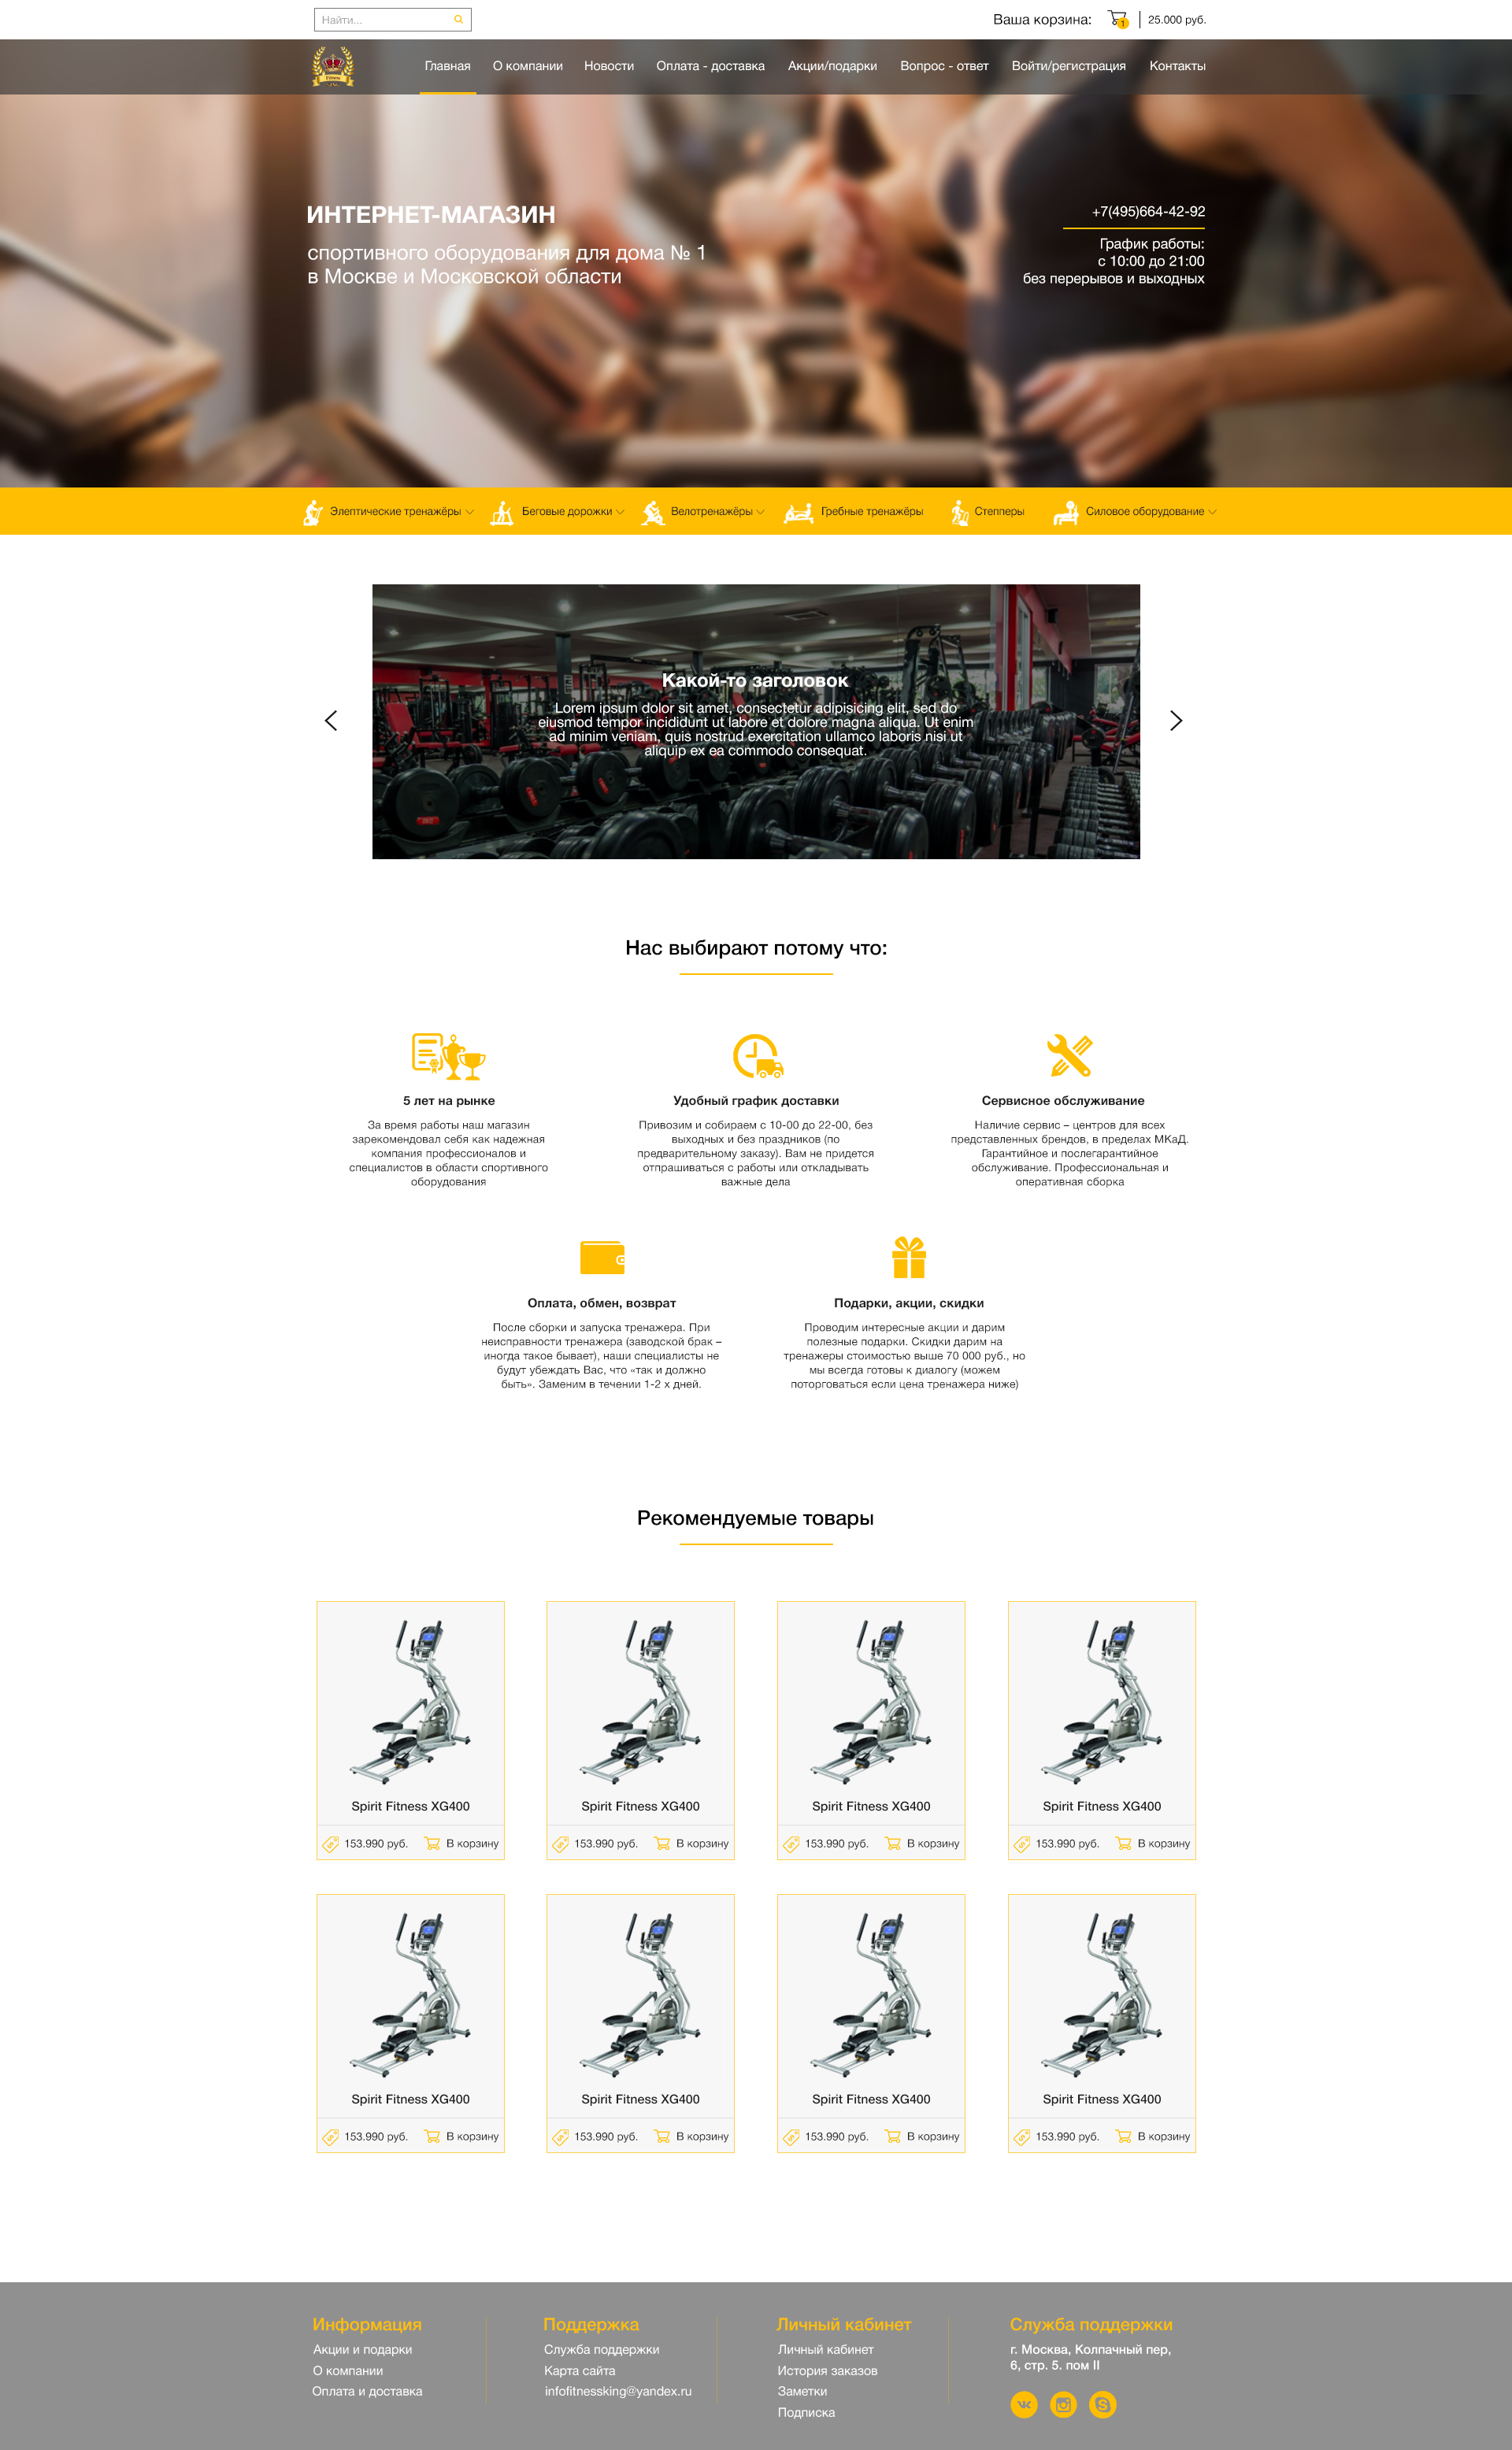 Найти...
Ваша корзина:
1
25.000 руб.
Fitness
Главная
О компании
Новости
Оплата - доставка
Акции/подарки
Вопрос - ответ
Войти/регистрация
Контакты
ИНТЕРНЕТ-МАГАЗИН
спортивного оборудования для дома № 1
в Москве и Московской области
+7(495)664-42-92
График работы:
с 10:00 до 21:00
без перерывов и выходных
Элептические тренажёры
Беговые дорожки
Велотренажёры
Гребные тренажёры
Степперы
Силовое оборудование
Какой-то заголовок
Lorem ipsum dolor sit amet, consectetur adipisicing elit, sed do
eiusmod tempor incididunt ut labore et dolore magna aliqua. Ut enim
ad minim veniam, quis nostrud exercitation ullamco laboris nisi ut
aliquip ex ea commodo consequat.
Нас выбирают потому что:
5 лет на рынке
За время работы наш магазин
зарекомендовал себя как надежная
компания профессионалов и
специалистов в области спортивного
оборудования
Удобный график доставки
Привозим и собираем с 10-00 до 22-00, без
выходных и без праздников (по
предварительному заказу). Вам не придется
отпрашиваться с работы или откладывать
важные дела
Сервисное обслуживание
Наличие сервис – центров для всех
представленных брендов, в пределах МКаД.
Гарантийное и послегарантийное
обслуживание. Профессиональная и
оперативная сборка
Оплата, обмен, возврат
После сборки и запуска тренажера. При
неисправности тренажера (заводской брак –
иногда такое бывает), наши специалисты не
будут убеждать Вас, что «так и должно
быть». Заменим в течении 1-2 х дней.
Подарки, акции, скидки
Проводим интересные акции и дарим
полезные подарки. Скидки дарим на
тренажеры стоимостью выше 70 000 руб., но
мы всегда готовы к диалогу (можем
поторговаться если цена тренажера ниже)
Рекомендуемые товары
Spirit Fitness XG400
153.990 руб.
В корзину
Spirit Fitness XG400
153.990 руб.
В корзину
Spirit Fitness XG400
153.990 руб.
В корзину
Spirit Fitness XG400
153.990 руб.
В корзину
Spirit Fitness XG400
153.990 руб.
В корзину
Spirit Fitness XG400
153.990 руб.
В корзину
Spirit Fitness XG400
153.990 руб.
В корзину
Spirit Fitness XG400
153.990 руб.
В корзину
Информация
Акции и подарки
О компании
Оплата и доставка
Поддержка
Служба поддержки
Карта сайта
infofitnessking@yandex.ru
Личный кабинет
Личный кабинет
История заказов
Заметки
Подписка
Служба поддержки
г. Москва, Колпачный пер,
6, стр. 5. пом II